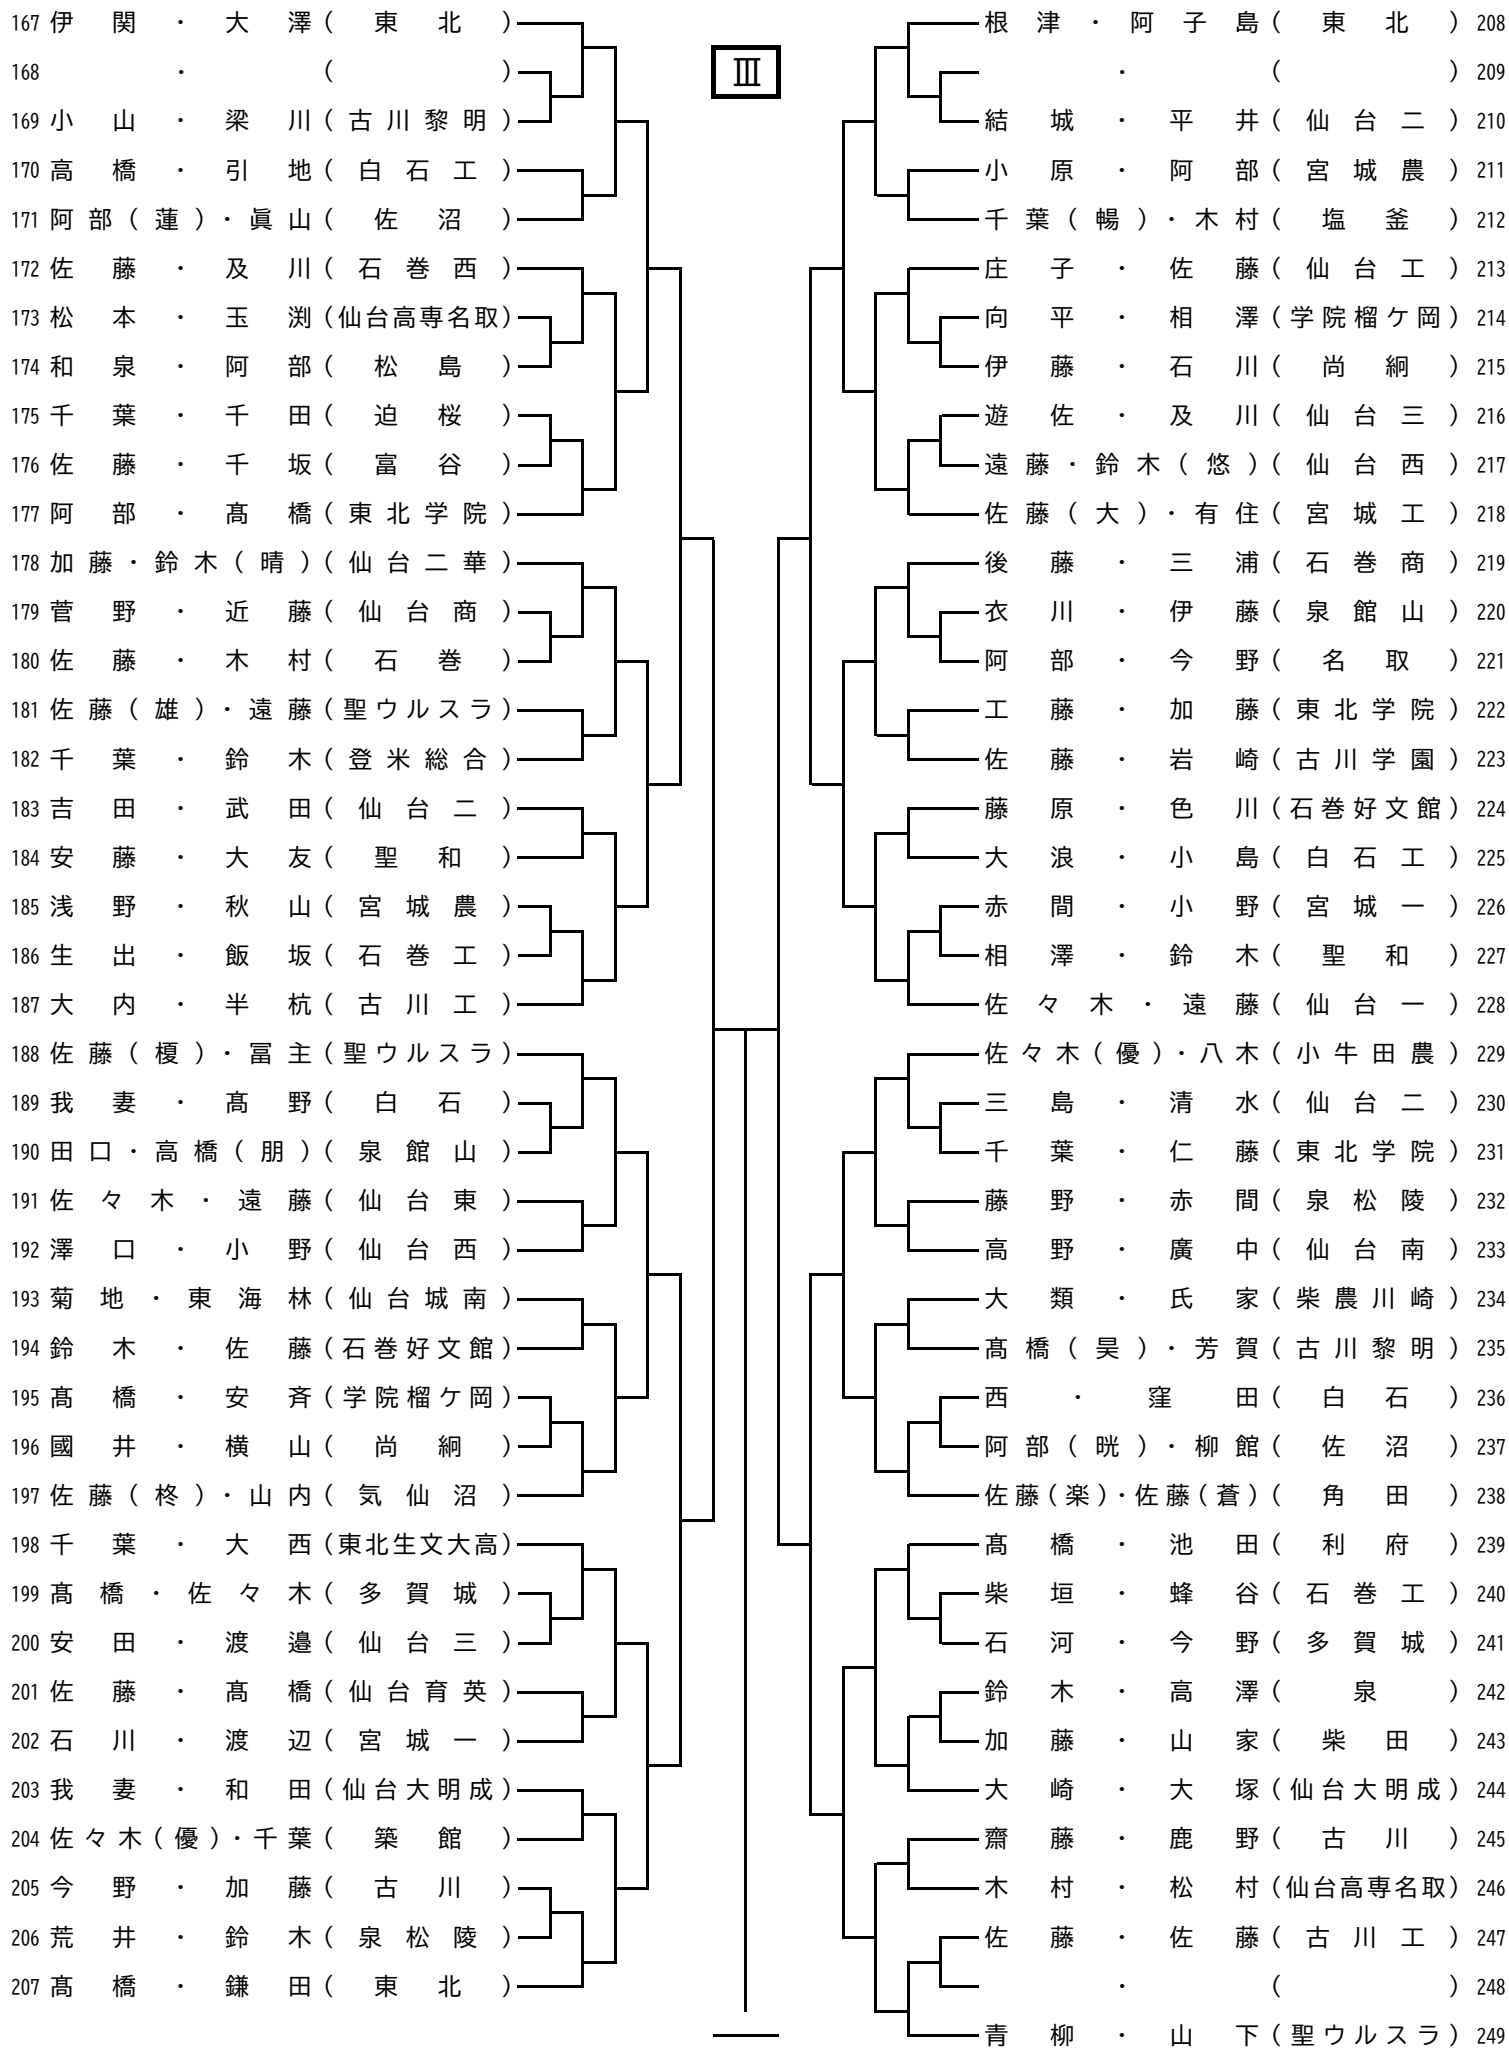 167 伊関・大澤(東北)
168 ・ ( )
169 小山・梁川(古川黎明)
170 高橋・引地(白石工)
171 阿部(蓮)・眞山(佐沼)
172 佐藤・及川(石巻西)
173 松本・玉渕(仙台高専名取)
174 和泉・阿部(松島)
175 千葉・千田(迫桜)
176 佐藤・千坂(富谷)
177 阿部・髙橋(東北学院)
178 加藤・鈴木(晴)(仙台二華)
179 菅野・近藤(仙台商)
180 佐藤・木村(石巻)
181 佐藤(雄)・遠藤(聖ウルスラ)
182 千葉・鈴木(登米総合)
183 吉田・武田(仙台二)
184 安藤・大友(聖和)
185 浅野・秋山(宮城農)
186 生出・飯坂(石巻工)
187 大内・半杭(古川工)
188 佐藤(榎)・冨主(聖ウルスラ)
189 我妻・髙野(白石)
190 田口・高橋(朋)(泉館山)
191 佐々木・遠藤(仙台東)
192 澤口・小野(仙台西)
193 菊地・東海林(仙台城南)
194 鈴木・佐藤(石巻好文館)
195 髙橋・安斉(学院榴ケ岡)
196 國井・横山(尚絅)
197 佐藤(柊)・山内(気仙沼)
198 千葉・大西(東北生文大高)
199 髙橋・佐々木(多賀城)
200 安田・渡邉(仙台三)
201 佐藤・髙橋(仙台育英)
202 石川・渡辺(宮城一)
203 我妻・和田(仙台大明成)
204 佐々木(優)・千葉(築館)
205 今野・加藤(古川)
206 荒井・鈴木(泉松陵)
207 髙橋・鎌田(東北)
Ⅲ
根津・阿子島(東北) 208
・ ( ) 209
結城・平井(仙台二) 210
小原・阿部(宮城農) 211
千葉(暢)・木村(塩釜) 212
庄子・佐藤(仙台工) 213
向平・相澤(学院榴ケ岡) 214
伊藤・石川(尚絅) 215
遊佐・及川(仙台三) 216
遠藤・鈴木(悠)(仙台西) 217
佐藤(大)・有住(宮城工) 218
後藤・三浦(石巻商) 219
衣川・伊藤(泉館山) 220
阿部・今野(名取) 221
工藤・加藤(東北学院) 222
佐藤・岩崎(古川学園) 223
藤原・色川(石巻好文館) 224
大浪・小島(白石工) 225
赤間・小野(宮城一) 226
相澤・鈴木(聖和) 227
佐々木・遠藤(仙台一) 228
佐々木(優)・八木(小牛田農) 229
三島・清水(仙台二) 230
千葉・仁藤(東北学院) 231
藤野・赤間(泉松陵) 232
高野・廣中(仙台南) 233
大類・氏家(柴農川崎) 234
髙橋(昊)・芳賀(古川黎明) 235
西・窪田(白石) 236
阿部(晄)・柳館(佐沼) 237
佐藤(楽)・佐藤(蒼)(角田) 238
髙橋・池田(利府) 239
柴垣・蜂谷(石巻工) 240
石河・今野(多賀城) 241
鈴木・高澤(泉) 242
加藤・山家(柴田) 243
大崎・大塚(仙台大明成) 244
齋藤・鹿野(古川) 245
木村・松村(仙台高専名取) 246
佐藤・佐藤(古川工) 247
・ ( ) 248
青柳・山下(聖ウルスラ) 249